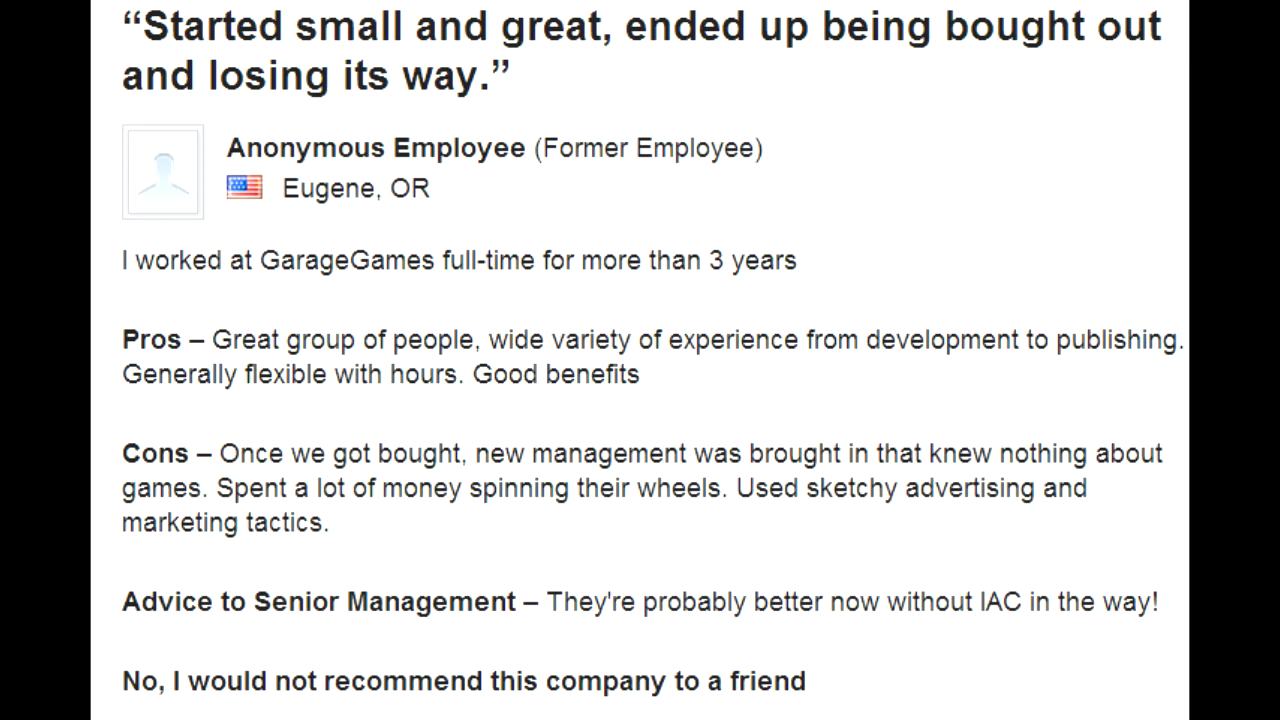 “Started small and great, ended up being bought out
and losing its way.”
Anonymous Employee (Former Employee)
Eugene, OR
I worked at GarageGames full-time for more than 3 years
Pros – Great group of people, wide variety of experience from development to publishing.
Generally flexible with hours. Good benefits
Cons – Once we got bought, new management was brought in that knew nothing about
games. Spent a lot of money spinning their wheels. Used sketchy advertising and
marketing tactics.
Advice to Senior Management – They're probably better now without IAC in the way!
No, I would not recommend this company to a friend